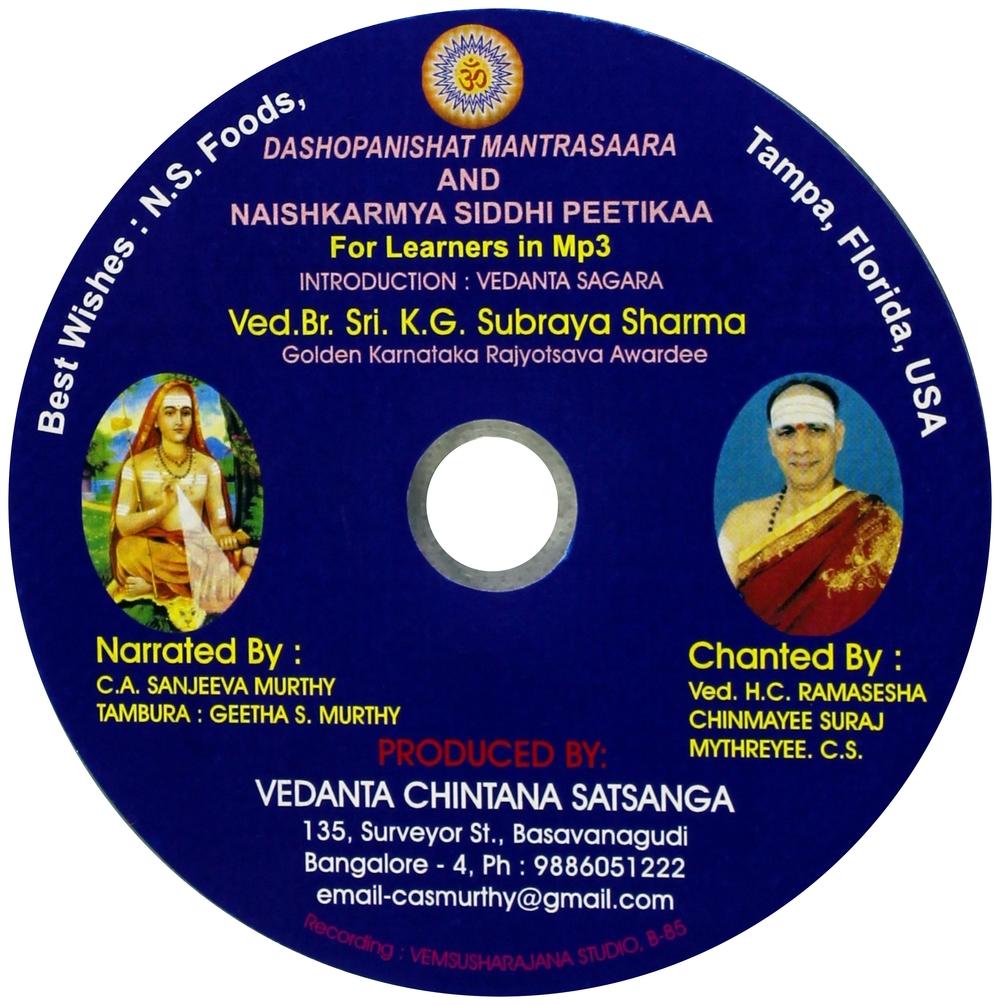 ॐ
Best Wishes : N.S. Foods,
Tampa, Florida, USA
DASHOPANISHAT MANTRASAARA
AND
NAISHKARMYA SIDDHI PEETIKAA
For Learners in Mp3
INTRODUCTION : VEDANTA SAGARA
Ved.Br. Sri. K.G. Subraya Sharma
Golden Karnataka Rajyotsava Awardee
Narrated By :
C.A. SANJEEVA MURTHY
TAMBURA : GEETHA S. MURTHY
Chanted By :
Ved. H.C. RAMASESHA
CHINMAYEE SURAJ
MYTHREYEE. C.S.
PRODUCED BY:
VEDANTA CHINTANA SATSANGA
135, Surveyor St., Basavanagudi
Bangalore - 4, Ph : 9886051222
email-casmurthy@gmail.com
Recording : VEMSUSHARAJANA STUDIO, B-85